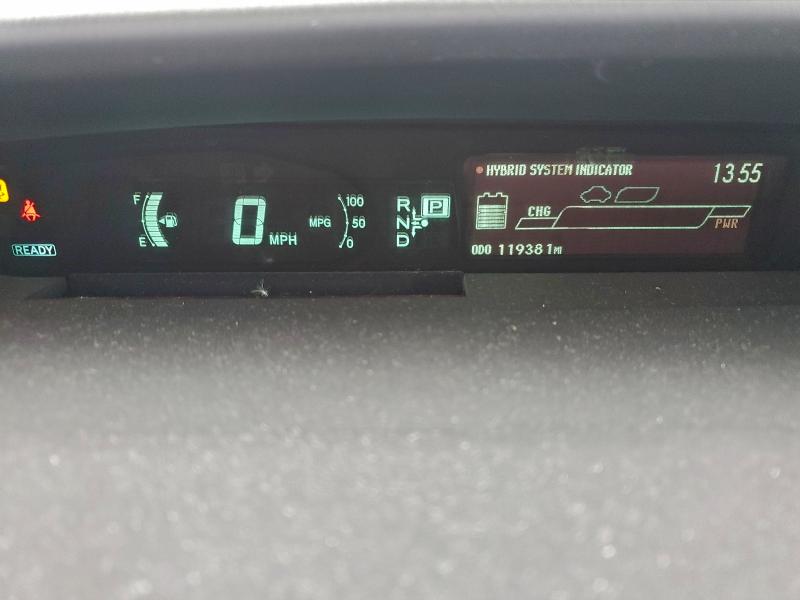 READY
F
E
0 MPH
MPG
100
50
0
R
N
D
P
HYBRID SYSTEM INDICATOR
13 55
CHG
PWR
ODO 119381 MI